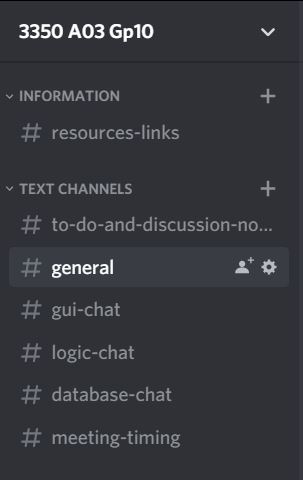 3350 A03 Gp10
INFORMATION
# resources-links
TEXT CHANNELS
# to-do-and-discussion-no...
# general
# gui-chat
# logic-chat
# database-chat
# meeting-timing